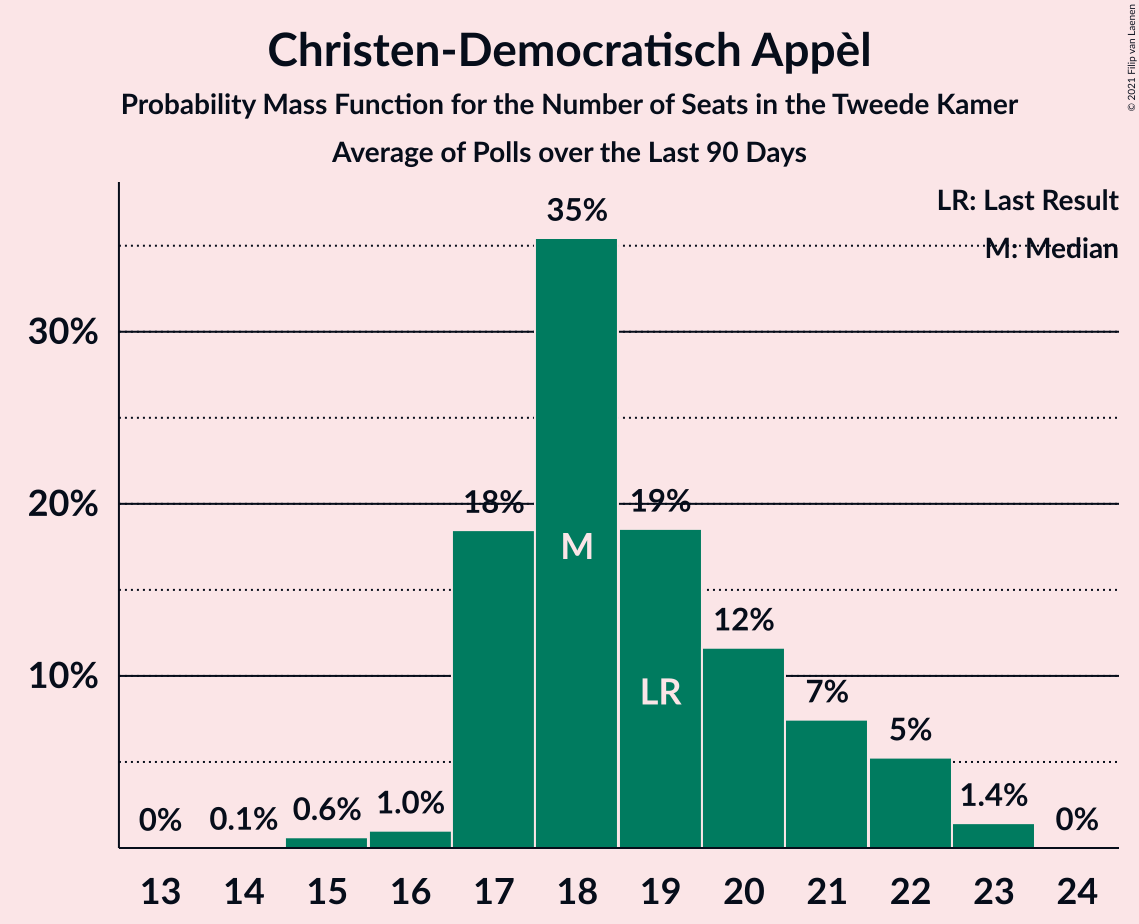 Christen-Democratisch Appèl
Probability Mass Function for the Number of Seats in the Tweede Kamer
Average of Polls over the Last 90 Days
© 2021 Filip van Laenen
LR: Last Result
M: Median
35%
30%
20%
18%
19%
M
12%
10%
LR
7%
5%
0%
0.1%
0.6%
1.0%
1.4%
0%
13 14 15 16 17 18 19 20 21 22 23 24